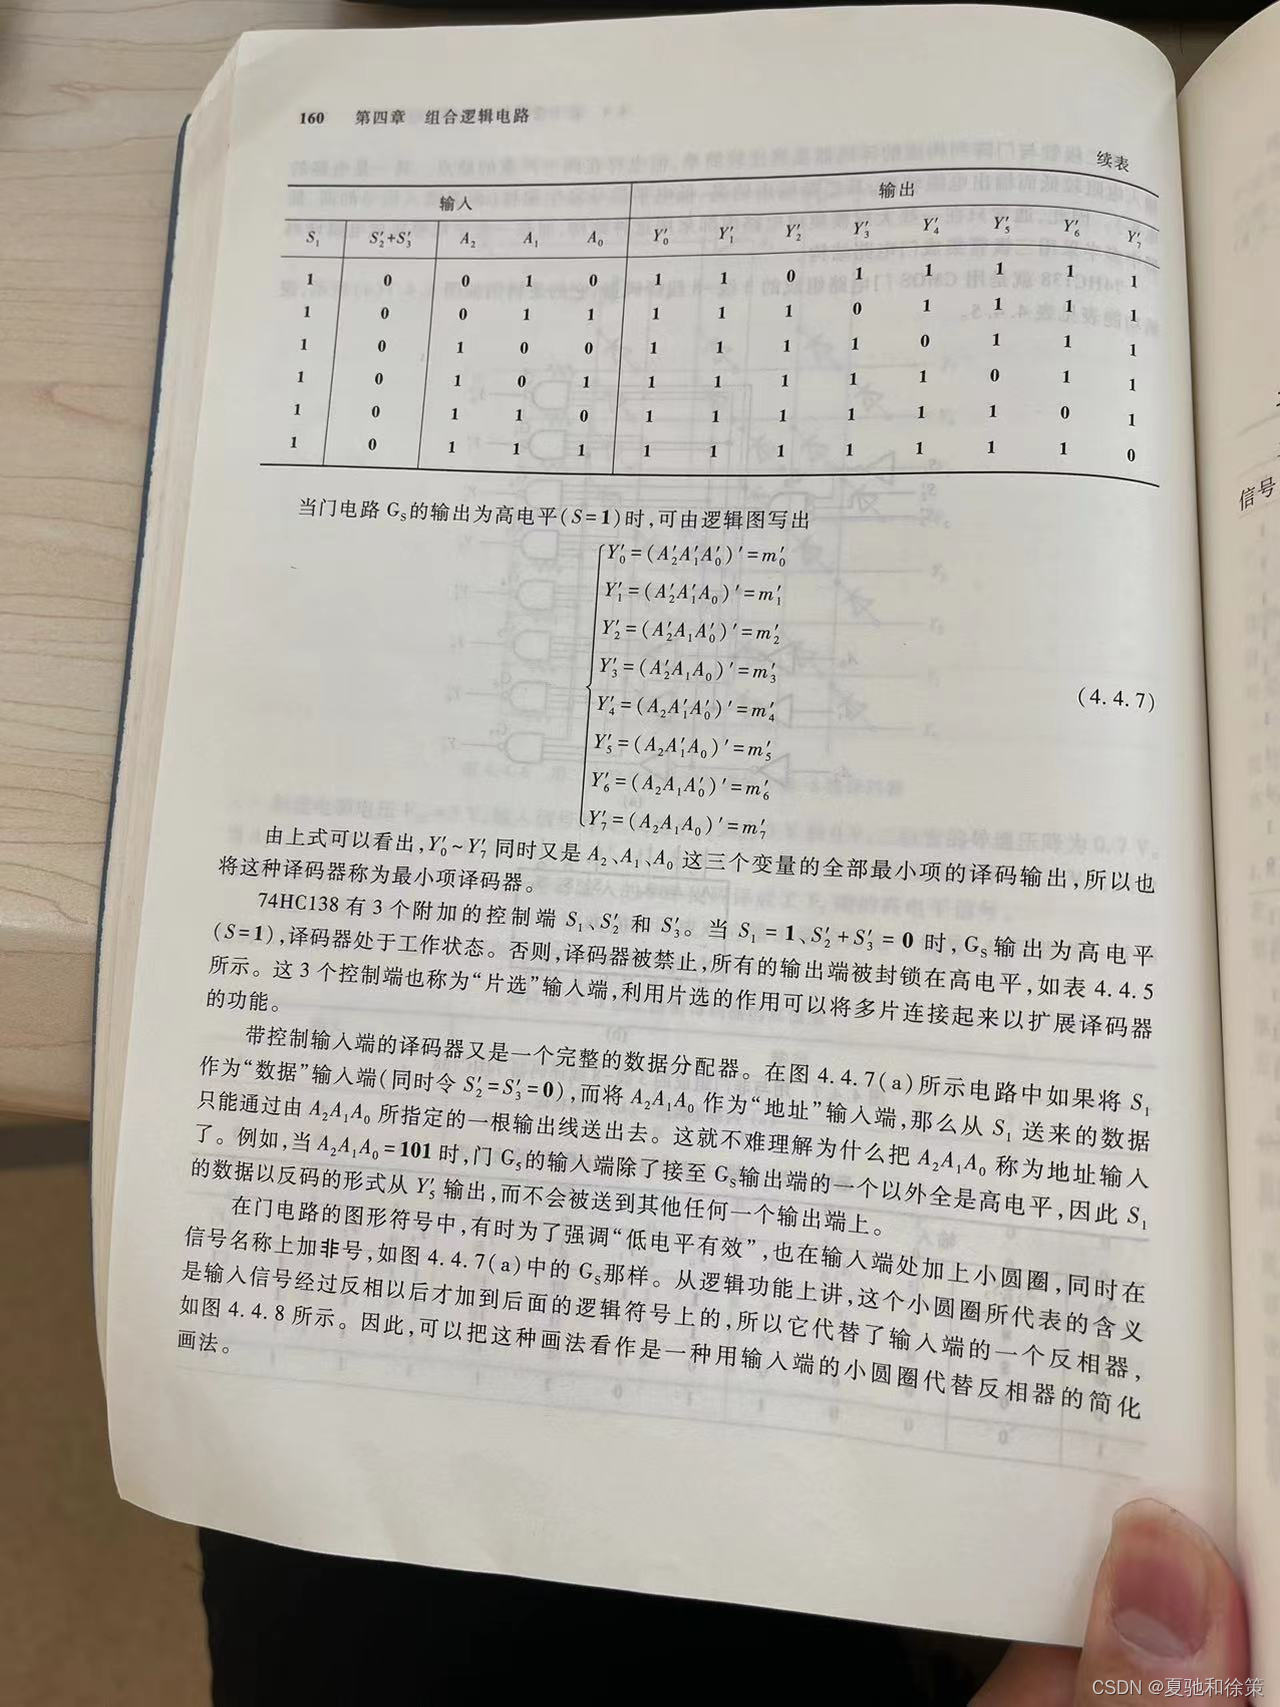 160 第四章 组合逻辑电路
续表
输入 输出
S₁ S₂′+S₃′ A₂ A₁ A₀ Y₀′ Y₁′ Y₂′ Y₃′ Y₄′ Y₅′ Y₆′ Y₇′
1 0 0 1 0 1 1 0 1 1 1 1 1
1 0 0 1 1 1 1 1 0 1 1 1 1
1 0 1 0 0 1 1 1 1 0 1 1 1
1 0 1 0 1 1 1 1 1 1 0 1 1
1 0 1 1 0 1 1 1 1 1 1 0 1
1 0 1 1 1 1 1 1 1 1 1 1 0
当门电路 Gₛ的输出为高电平(S=1)时,可由逻辑图写出
Y₀′=(A₂′A₁′A₀′)′=m₀′
Y₁′=(A₂′A₁′A₀)′=m₁′
Y₂′=(A₂′A₁A₀′)′=m₂′
Y₃′=(A₂′A₁A₀)′=m₃′
Y₄′=(A₂A₁′A₀′)′=m₄′
Y₅′=(A₂A₁′A₀)′=m₅′
Y₆′=(A₂A₁A₀′)′=m₆′
Y₇′=(A₂A₁A₀)′=m₇′
(4.4.7)
由上式可以看出,Y₀′~Y₇′同时又是 A₂、A₁、A₀ 这三个变量的全部最小项的译码输出,所以也
将这种译码器称为最小项译码器。
74HC138 有 3 个附加的控制端 S₁、S₂′ 和 S₃′。当 S₁ = 1、S₂′+S₃′ = 0 时,Gₛ输出为高电平
(S=1),译码器处于工作状态。否则,译码器被禁止,所有的输出端被封锁在高电平,如表 4.4.5
所示。这 3 个控制端也称为“片选”输入端,利用片选的作用可以将多片连接起来以扩展译码器
的功能。
带控制输入端的译码器又是一个完整的数据分配器。在图 4.4.7(a)所示电路中如果将 S₁
作为“数据”输入端(同时令 S₂′=S₃′=0),而将 A₂A₁A₀ 作为“地址”输入端,那么从 S₁ 送来的数据
只能通过由 A₂A₁A₀ 所指定的一根输出线送出去。这就不难理解为什么把 A₂A₁A₀ 称为地址输入
了。例如,当 A₂A₁A₀=101 时,门 G₅的输入端除了接至 Gₛ输出端的一个以外全是高电平,因此 S₁
的数据以反码的形式从 Y₅′ 输出,而不会被送到其他任何一个输出端上。
在门电路的图形符号中,有时为了强调“低电平有效”,也在输入端处加上小圆圈,同时在
信号名称上加非号,如图 4.4.7(a)中的 Gₛ那样。从逻辑功能上讲,这个小圆圈所代表的含义
是输入信号经过反相以后才加到后面的逻辑符号上的,所以它代替了输入端的一个反相器,
如图 4.4.8 所示。因此,可以把这种画法看作是一种用输入端的小圆圈代替反相器的简化
画法。
信号
CSDN @夏驰和徐策